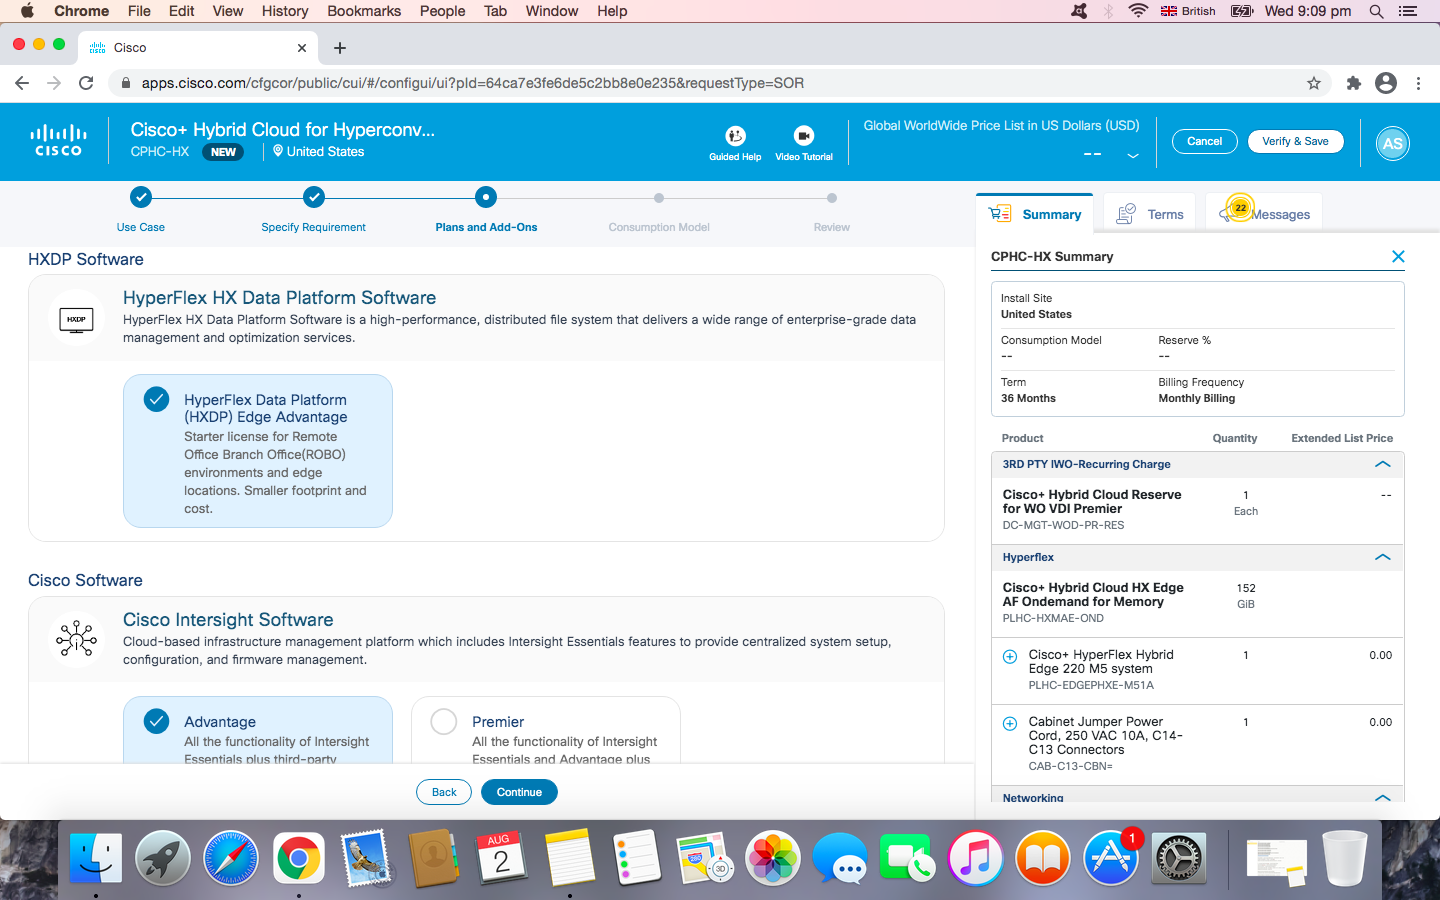 Chrome File Edit View History Bookmarks People Tab Window Help
British Wed 9:09 pm
Cisco
apps.cisco.com/cfgcor/public/cui/#/configui/ui?pId=64ca7e3fe6de5c2bb8e0e235&requestType=SOR
CISCO
Cisco+ Hybrid Cloud for Hyperconv...
CPHC-HX NEW United States
Guided Help
Video Tutorial
Global WorldWide Price List in US Dollars (USD)
--
Cancel
Verify & Save
AS
Use Case
Specify Requirement
Plans and Add-Ons
Consumption Model
Review
HXDP Software
HXDP
HyperFlex HX Data Platform Software
HyperFlex HX Data Platform Software is a high-performance, distributed file system that delivers a wide range of enterprise-grade data
management and optimization services.
HyperFlex Data Platform
(HXDP) Edge Advantage
Starter license for Remote
Office Branch Office(ROBO)
environments and edge
locations. Smaller footprint and
cost.
Cisco Software
Cisco Intersight Software
Cloud-based infrastructure management platform which includes Intersight Essentials features to provide centralized system setup,
configuration, and firmware management.
Advantage
All the functionality of Intersight
Essentials plus third-party
Premier
All the functionality of Intersight
Essentials and Advantage plus
Back
Continue
Summary
Terms
22
Messages
CPHC-HX Summary
Install Site
United States
Consumption Model Reserve %
-- --
Term Billing Frequency
36 Months Monthly Billing
Product Quantity Extended List Price
3RD PTY IWO-Recurring Charge
Cisco+ Hybrid Cloud Reserve 1 --
for WO VDI Premier Each
DC-MGT-WOD-PR-RES
Hyperflex
Cisco+ Hybrid Cloud HX Edge 152
AF Ondemand for Memory GiB
PLHC-HXMAE-OND
Cisco+ HyperFlex Hybrid 1 0.00
Edge 220 M5 system
PLHC-EDGEPHXE-M51A
Cabinet Jumper Power 1 0.00
Cord, 250 VAC 10A, C14-
C13 Connectors
CAB-C13-CBN=
Networking
AUG
2
280
3D
1